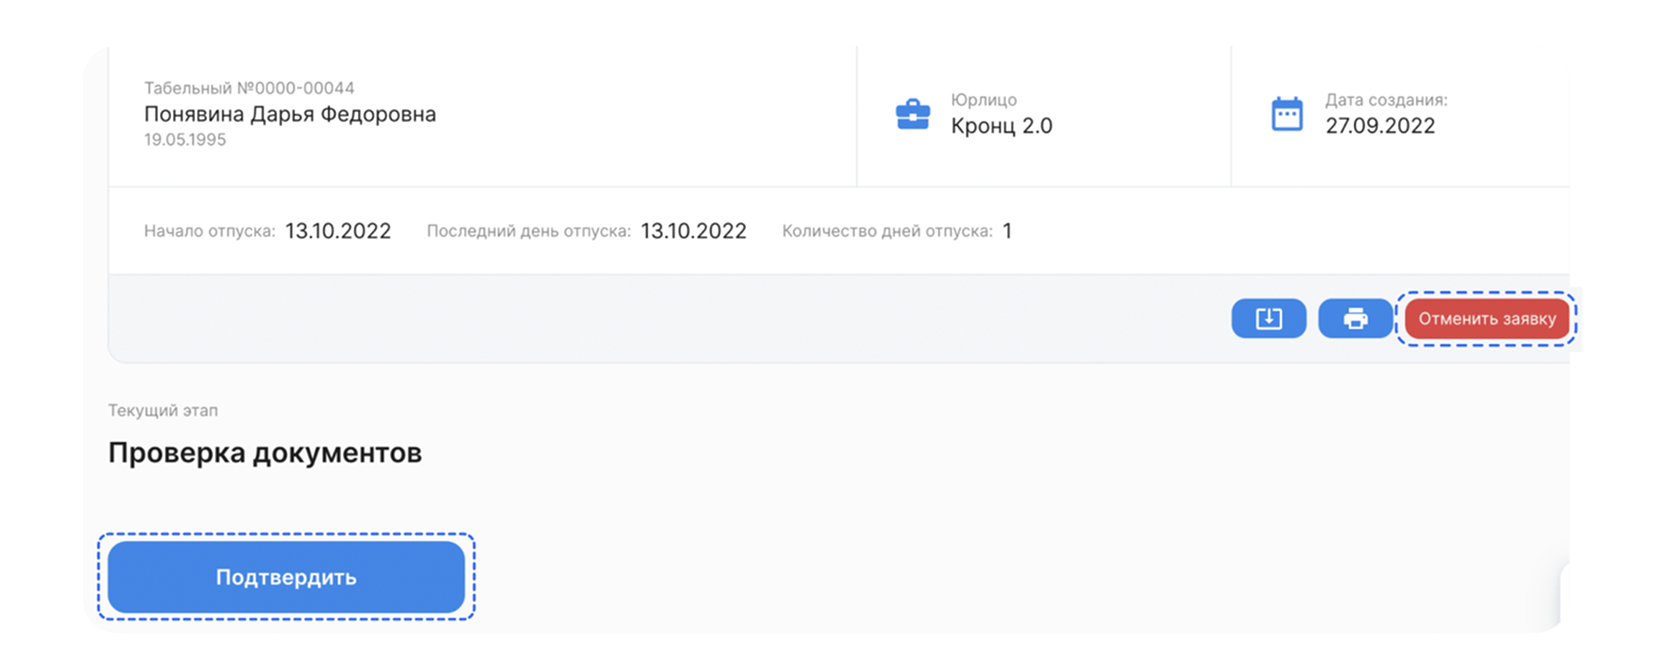 Табельный №0000-00044
Понявина Дарья Федоровна
19.05.1995
Юрлицо
Кронц 2.0
Дата создания:
27.09.2022
Начало отпуска: 13.10.2022 Последний день отпуска: 13.10.2022 Количество дней отпуска: 1
Отменить заявку
Текущий этап
Проверка документов
Подтвердить